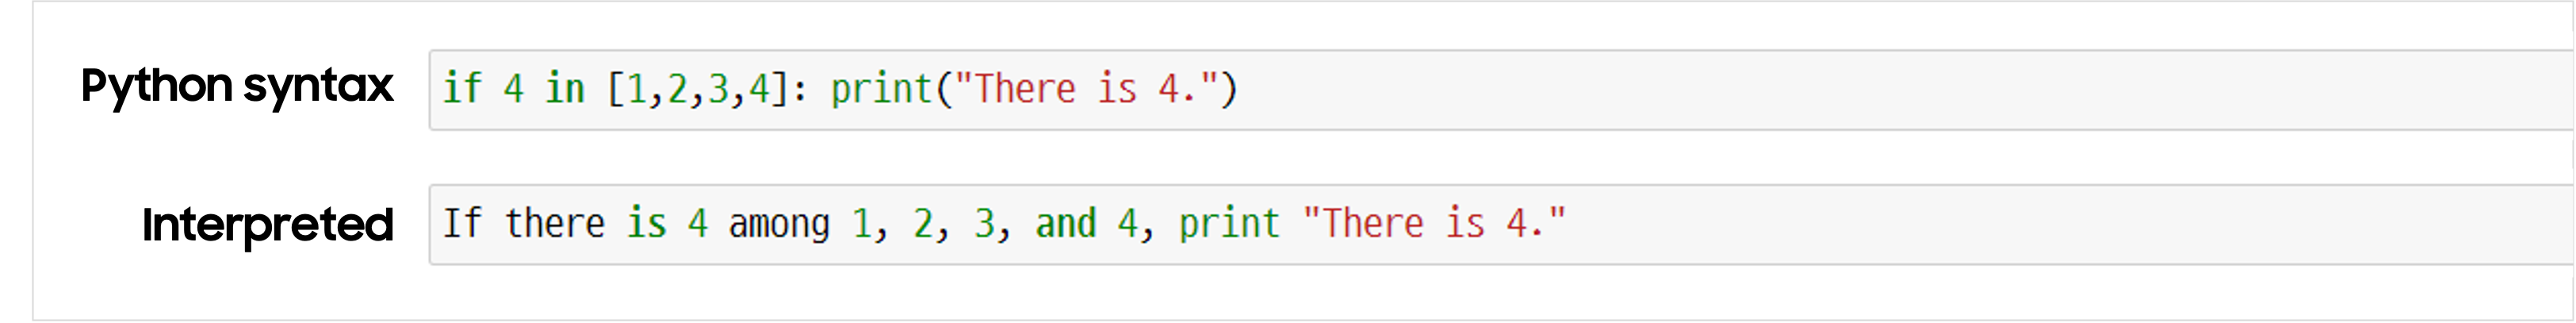 Python syntax if 4 in [1,2,3,4]: print("There is 4.")
Interpreted If there is 4 among 1, 2, 3, and 4, print "There is 4."